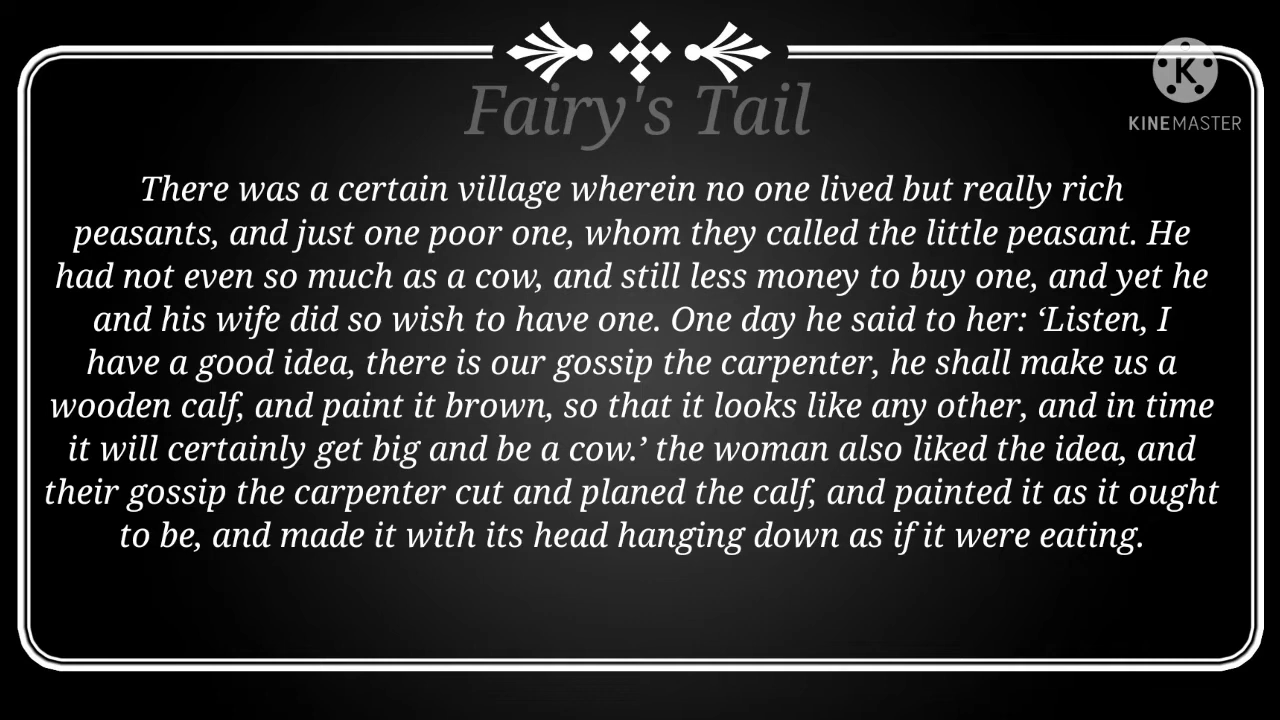 Fairy's Tail
K
KINEMASTER
There was a certain village wherein no one lived but really rich
peasants, and just one poor one, whom they called the little peasant. He
had not even so much as a cow, and still less money to buy one, and yet he
and his wife did so wish to have one. One day he said to her: ‘Listen, I
have a good idea, there is our gossip the carpenter, he shall make us a
wooden calf, and paint it brown, so that it looks like any other, and in time
it will certainly get big and be a cow.’ the woman also liked the idea, and
their gossip the carpenter cut and planed the calf, and painted it as it ought
to be, and made it with its head hanging down as if it were eating.